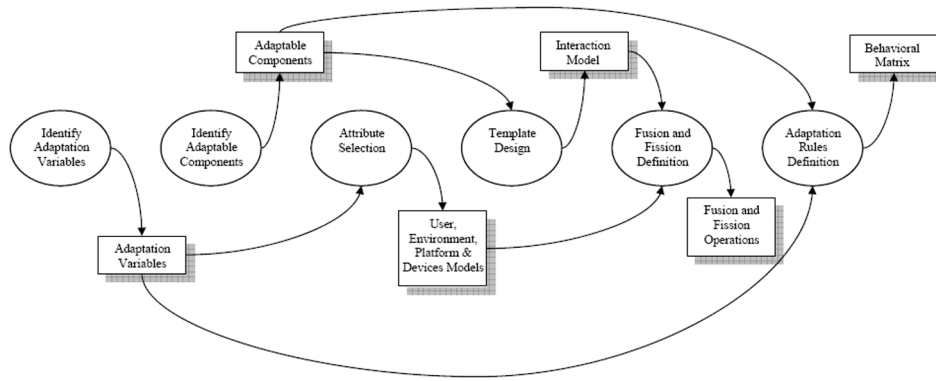 Adaptable
Components
Interaction
Model
Behavioral
Matrix
Identify
Adaptation
Variables
Identify
Adaptable
Components
Attribute
Selection
Template
Design
Fusion and
Fission
Definition
Adaptation
Rules
Definition
Adaptation
Variables
User,
Environment,
Platform &
Devices Models
Fusion and
Fission
Operations